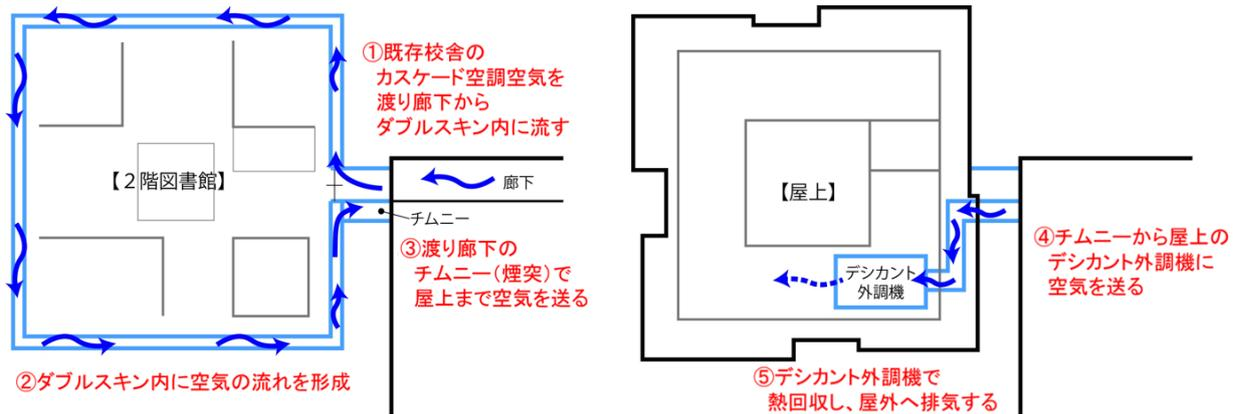 ①既存校舎の
カスケード空調空気を
渡り廊下から
ダブルスキン内に流す
【２階図書館】
廊下
チムニー
③渡り廊下の
チムニー（煙突）で
屋上まで空気を送る
②ダブルスキン内に空気の流れを形成
【屋上】
デシカント
外調機
④チムニーから屋上の
デシカント外調機に
空気を送る
⑤デシカント外調機で
熱回収し、屋外へ排気する